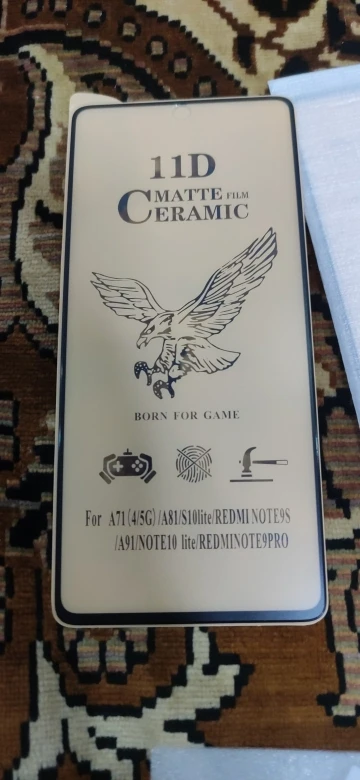 11D
MATTE FILM
CERAMIC
BORN FOR GAME
For A71(4/5G)/A81/S10lite/REDMI NOTE9S
/A91/NOTE10 lite/REDMINOTE9PRO